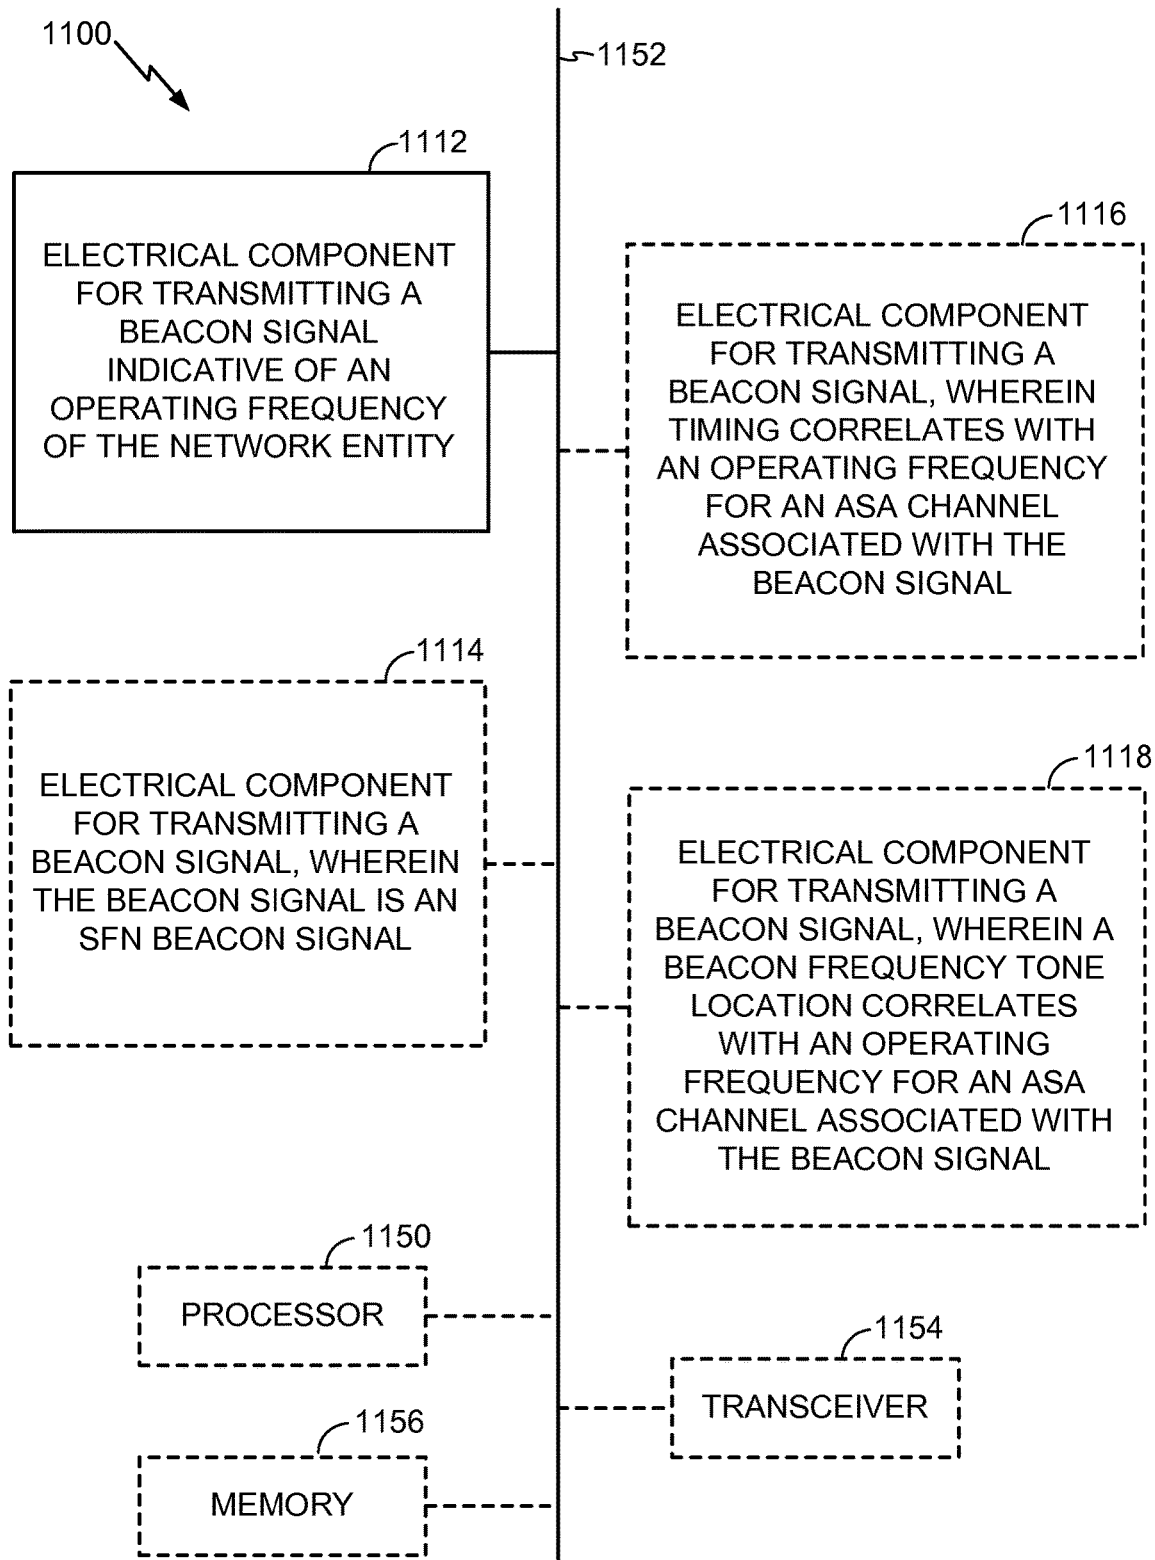 1100
1152
1112
ELECTRICAL COMPONENT
FOR TRANSMITTING A
BEACON SIGNAL
INDICATIVE OF AN
OPERATING FREQUENCY
OF THE NETWORK ENTITY
1116
ELECTRICAL COMPONENT
FOR TRANSMITTING A
BEACON SIGNAL, WHEREIN
TIMING CORRELATES WITH
AN OPERATING FREQUENCY
FOR AN ASA CHANNEL
ASSOCIATED WITH THE
BEACON SIGNAL
1114
ELECTRICAL COMPONENT
FOR TRANSMITTING A
BEACON SIGNAL, WHEREIN
THE BEACON SIGNAL IS AN
SFN BEACON SIGNAL
1118
ELECTRICAL COMPONENT
FOR TRANSMITTING A
BEACON SIGNAL, WHEREIN A
BEACON FREQUENCY TONE
LOCATION CORRELATES
WITH AN OPERATING
FREQUENCY FOR AN ASA
CHANNEL ASSOCIATED WITH
THE BEACON SIGNAL
1150
PROCESSOR
1154
TRANSCEIVER
1156
MEMORY